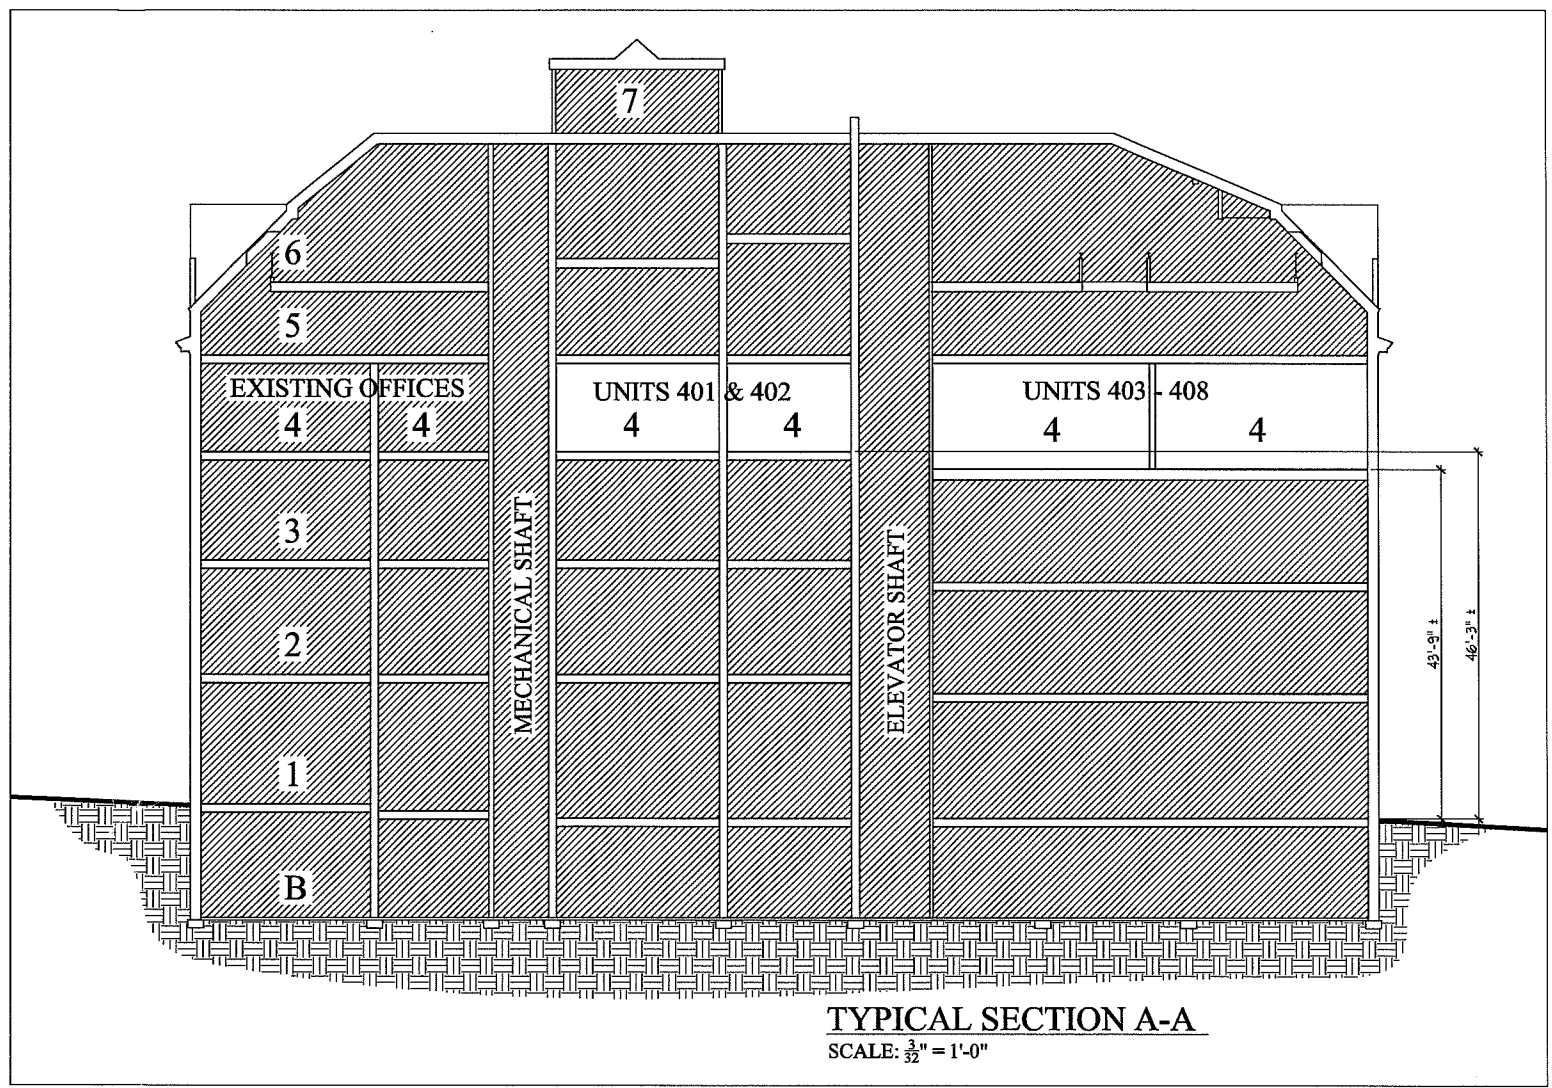 7
6
5
EXISTING OFFICES
4 4
UNITS 401 & 402
4 4
UNITS 403 - 408
4 4
3
2
1
B
MECHANICAL SHAFT
ELEVATOR SHAFT
43'-9" ±
46'-3" ±
TYPICAL SECTION A-A
SCALE: 3/32" = 1'-0"